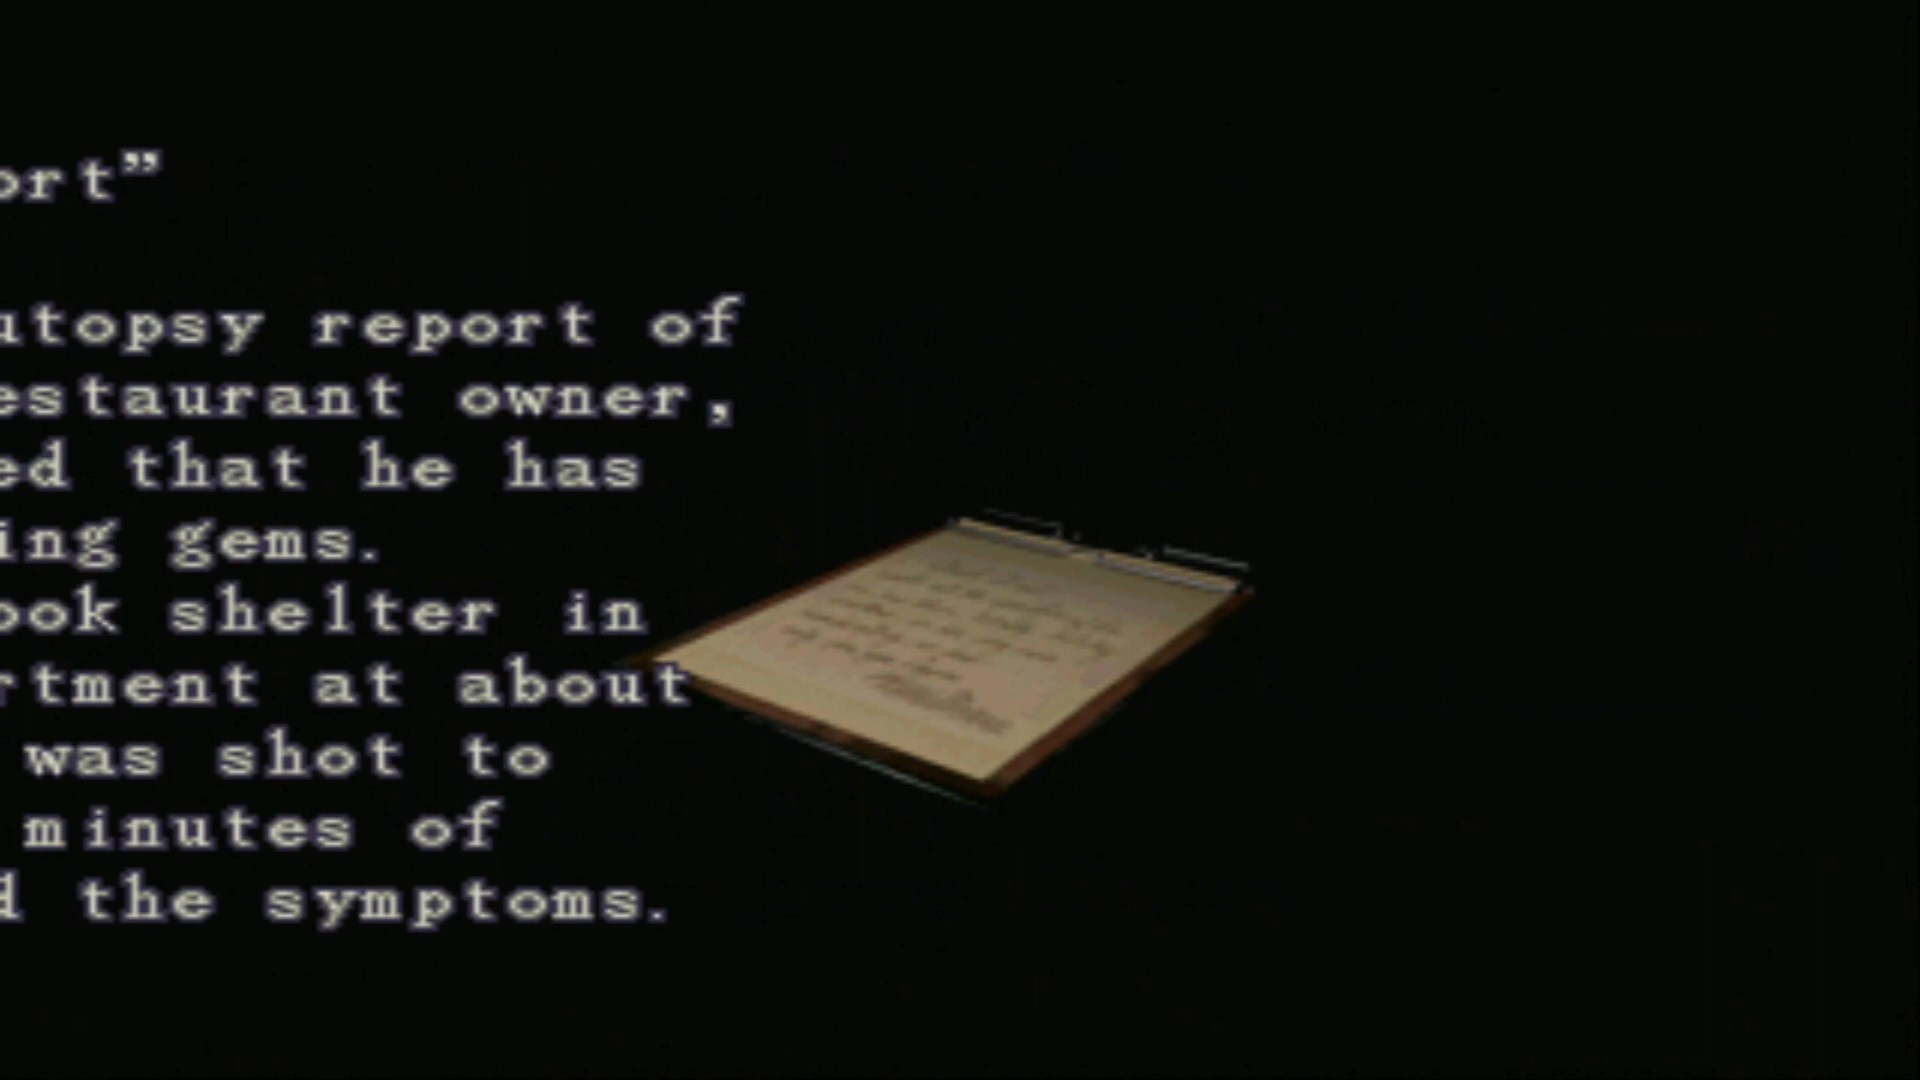 ort”
utopsy report of
estaurant owner,
ed that he has
ing gems.
ook shelter in
rtment at about
was shot to
minutes of
d the symptoms.